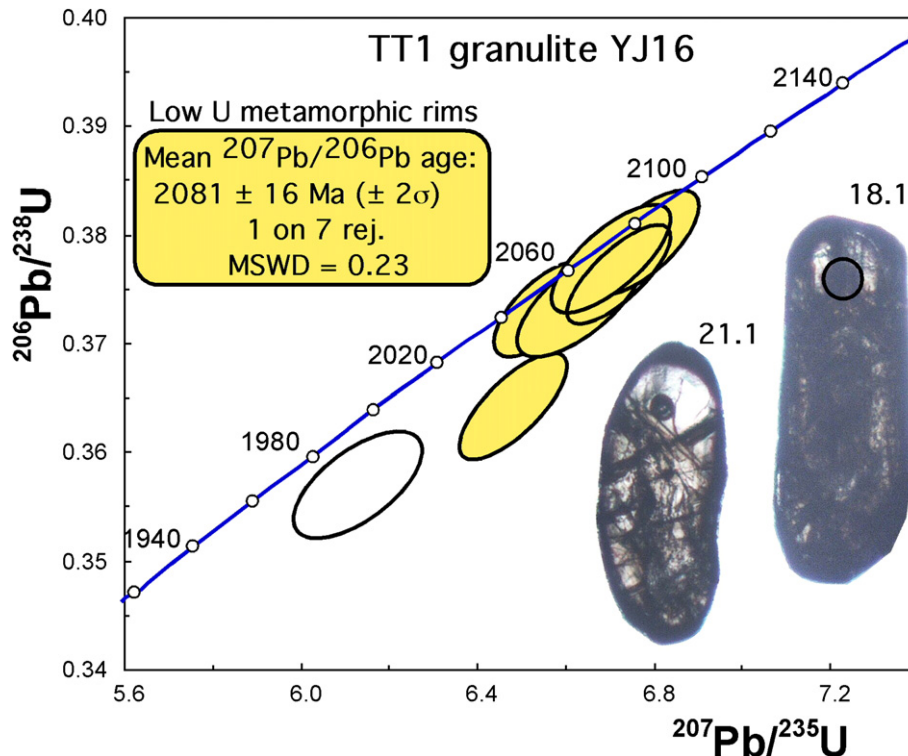 TT1 granulite YJ16
Low U metamorphic rims
Mean ²⁰⁷Pb/²⁰⁶Pb age:
2081 ± 16 Ma (± 2σ)
1 on 7 rej.
MSWD = 0.23
2140
2100
2060
2020
1980
1940
18.1
21.1
0.40
0.39
0.38
0.37
0.36
0.35
0.34
²⁰⁶Pb/²³⁸U
5.6 6.0 6.4 6.8 7.2
²⁰⁷Pb/²³⁵U